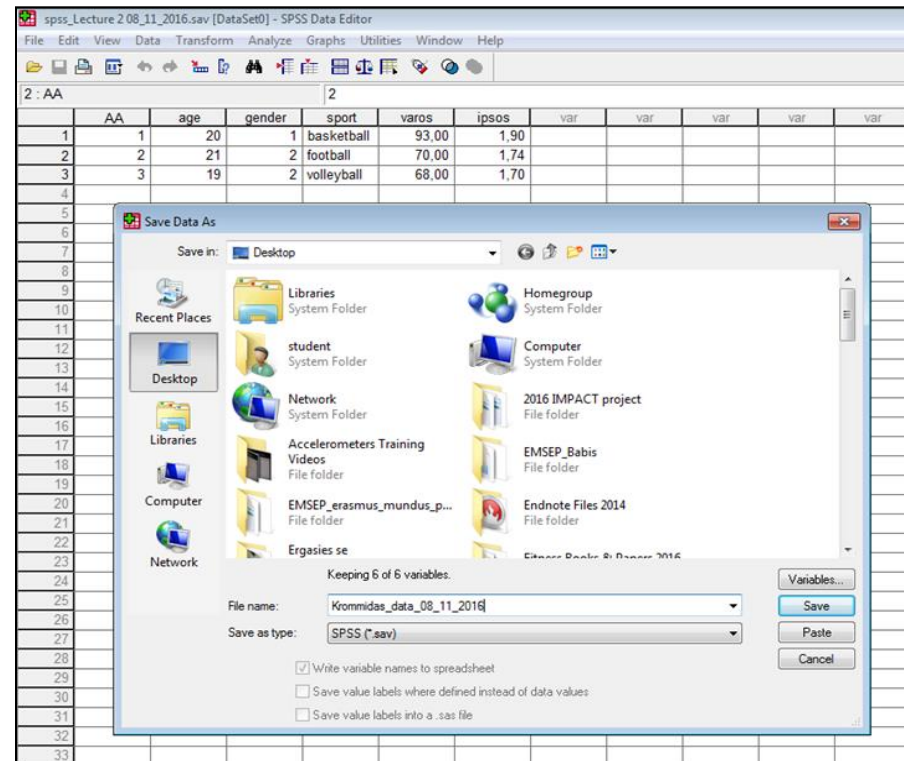 spss_Lecture 2 08_11_2016.sav [DataSet0] - SPSS Data Editor
File Edit View Data Transform Analyze Graphs Utilities Window Help
2 : AA 2
AA age gender sport varos ipsos var var var var var
1 1 20 1 basketball 93,00 1,90
2 2 21 2 football 70,00 1,74
3 3 19 2 volleyball 68,00 1,70
4
5
6
7
8
9
10
11
12
13
14
15
16
17
18
19
20
21
22
23
24
25
26
27
28
29
30
31
32
33
Save Data As
Save in: Desktop
Recent Places
Desktop
Libraries
Computer
Network
Libraries
System Folder
Homegroup
System Folder
student
System Folder
Computer
System Folder
Network
System Folder
2016 IMPACT project
File folder
Accelerometers Training
Videos
File folder
EMSEP_Babis
File folder
EMSEP_erasmus_mundus_p...
File folder
Endnote Files 2014
File folder
Ergasies se
Fitness Books & Papers 2016
Keeping 6 of 6 variables.
Variables...
File name: Krommidas_data_08_11_2016
Save
Save as type: SPSS (*.sav)
Paste
Cancel
Write variable names to spreadsheet
Save value labels where defined instead of data values
Save value labels into a .sas file